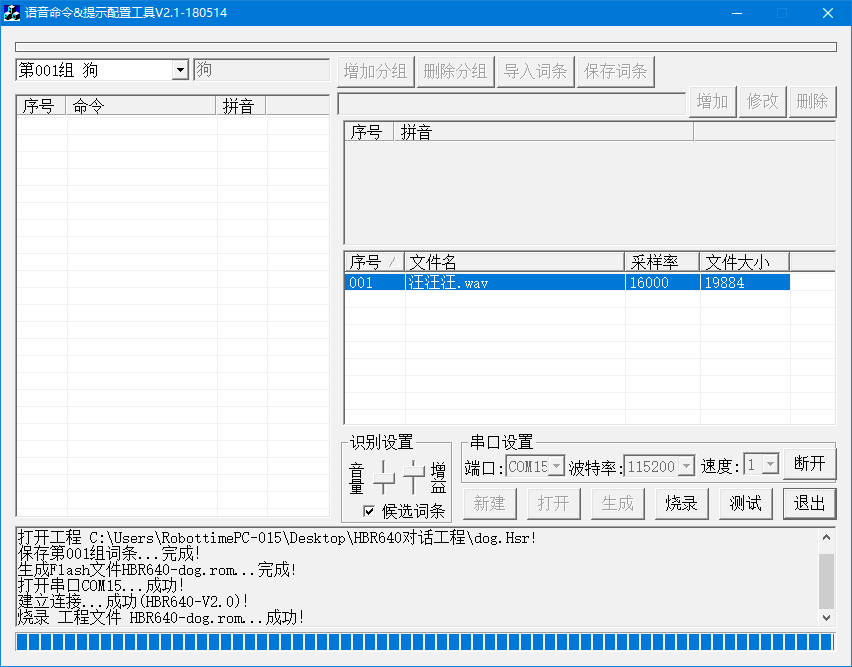 语音命令&提示配置工具V2.1-180514
第001组 狗 狗 增加分组 删除分组 导入词条 保存词条
增加 修改 删除
序号 命令 拼音
序号 拼音
序号 文件名 采样率 文件大小
001 汪汪汪.wav 16000 19884
识别设置
音量 增益
候选词条
串口设置
端口: COM15 波特率: 115200 速度: 1 断开
新建 打开 生成 烧录 测试 退出
打开工程 C:\Users\RobottimePC-015\Desktop\HBR640对话工程\dog.Hsr!
保存第001组词条...完成!
生成Flash文件HBR640-dog.rom...完成!
打开串口COM15...成功!
建立连接...成功(HBR640-V2.0)!
烧录 工程文件 HBR640-dog.rom...成功!